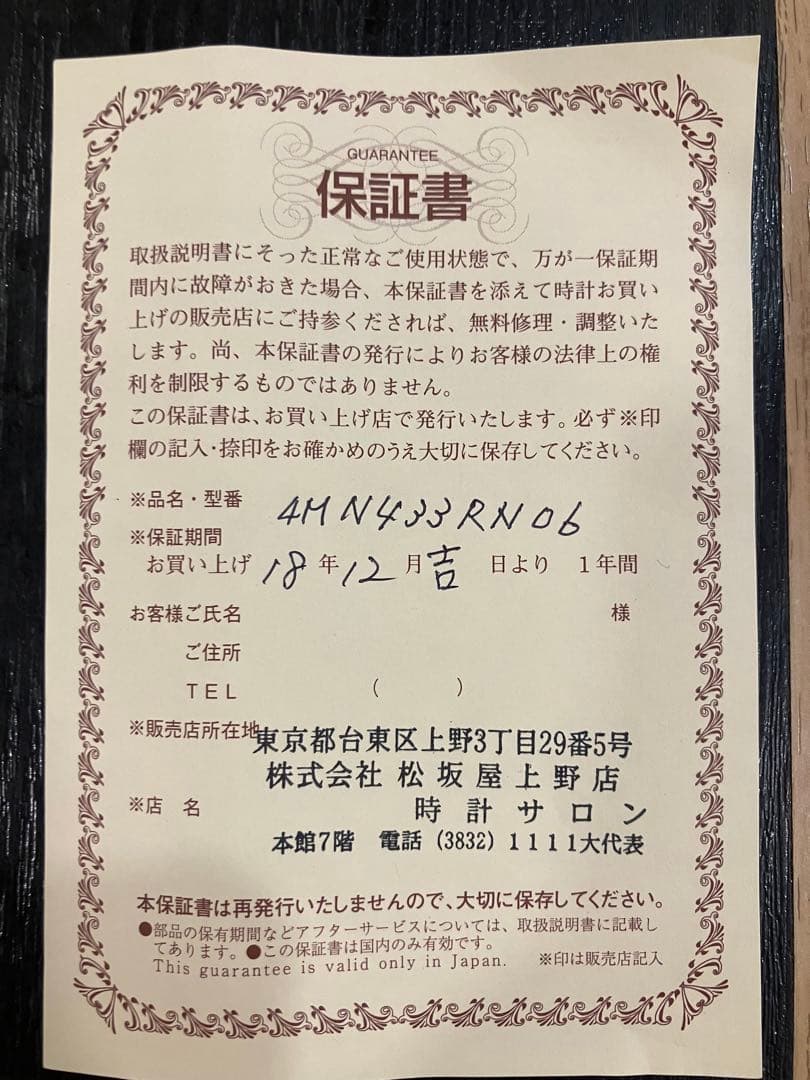 GUARANTEE
保証書
取扱説明書にそった正常なご使用状態で、万が一保証期
間内に故障がおきた場合、本保証書を添えて時計お買い
上げの販売店にご持参くだされば、無料修理・調整いた
します。尚、本保証書の発行によりお客様の法律上の権
利を制限するものではありません。
この保証書は、お買い上げ店で発行いたします。必ず※印
欄の記入・捺印をお確かめのうえ大切に保存してください。
※品名・型番 4MN433RN06
※保証期間
お買い上げ 18年12月吉日より 1年間
お客様ご氏名 様
ご住所
TEL ( )
※販売店所在地 東京都台東区上野3丁目29番5号
株式会社 松坂屋上野店
※店 名 時計サロン
本館7階 電話 (3832) 1111大代表
本保証書は再発行いたしませんので、大切に保存してください。
●部品の保有期間などアフターサービスについては、取扱説明書に記載し
てあります。●この保証書は国内のみ有効です。
This guarantee is valid only in Japan. ※印は販売店記入